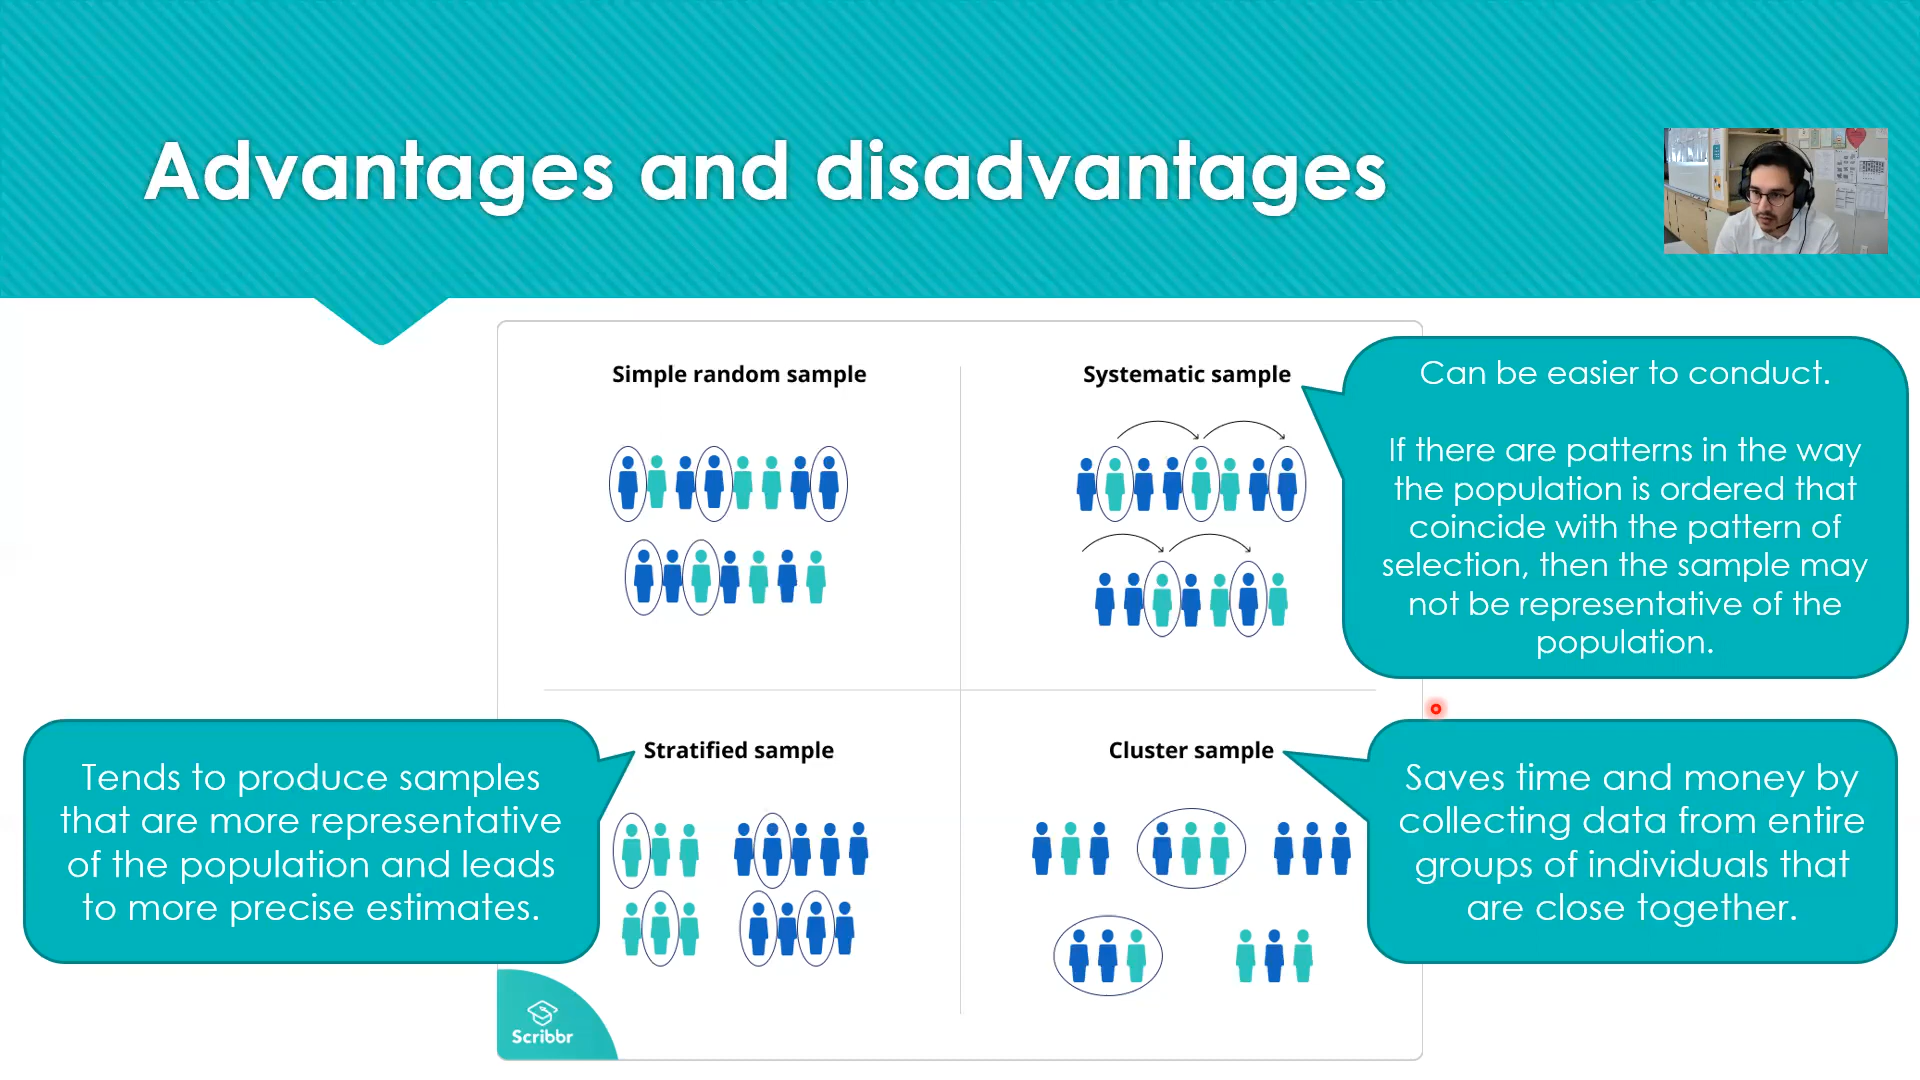 Advantages and disadvantages
Simple random sample
Systematic sample
Can be easier to conduct.
If there are patterns in the way
the population is ordered that
coincide with the pattern of
selection, then the sample may
not be representative of the
population.
Stratified sample
Tends to produce samples
that are more representative
of the population and leads
to more precise estimates.
Cluster sample
Saves time and money by
collecting data from entire
groups of individuals that
are close together.
Scribbr